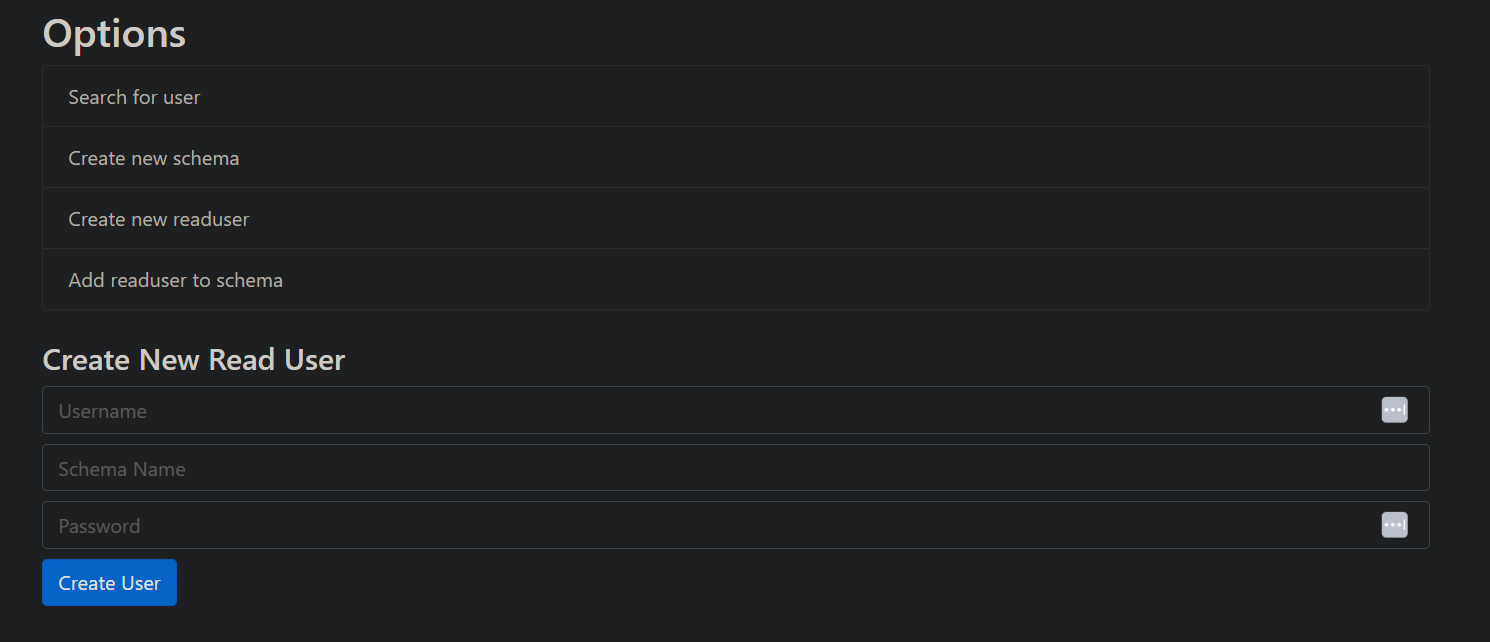 Options
Search for user
Create new schema
Create new readuser
Add readuser to schema
Create New Read User
Username
Schema Name
Password
Create User